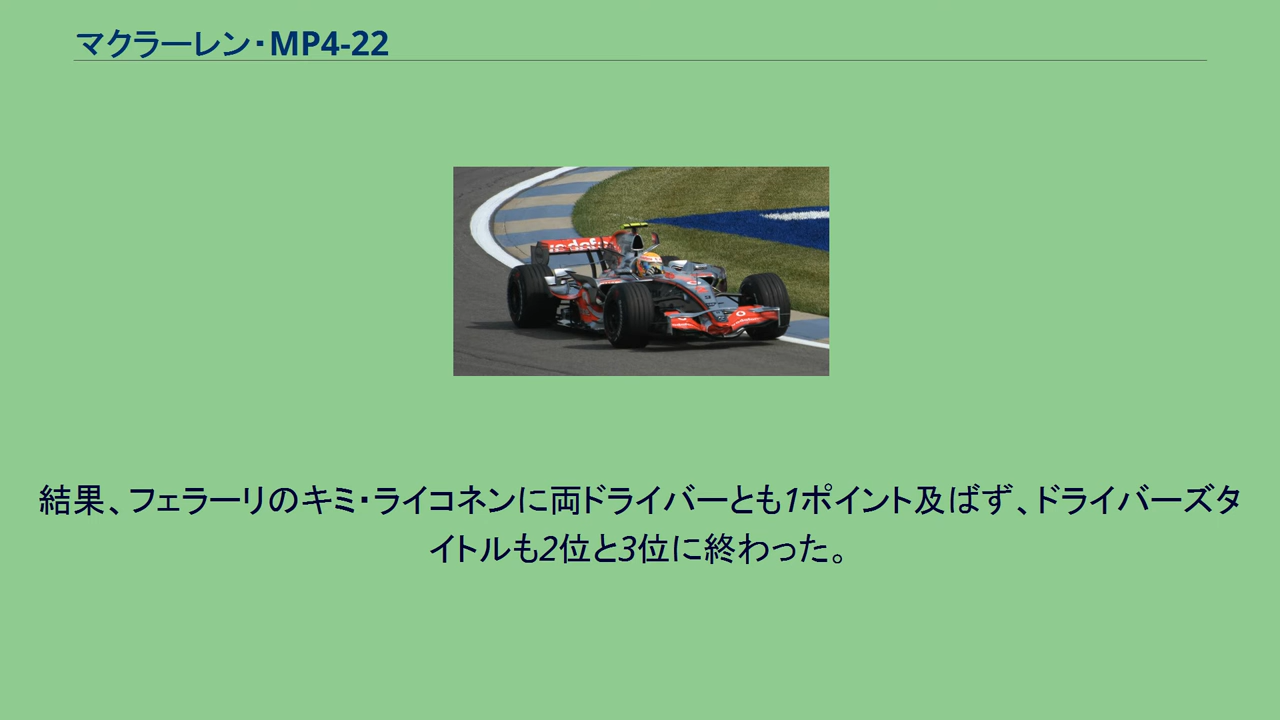 マクラーレン・MP4-22
vodafo
結果、フェラーリのキミ・ライコネンに両ドライバーとも1ポイント及ばず、ドライバーズタ
イトルも2位と3位に終わった。